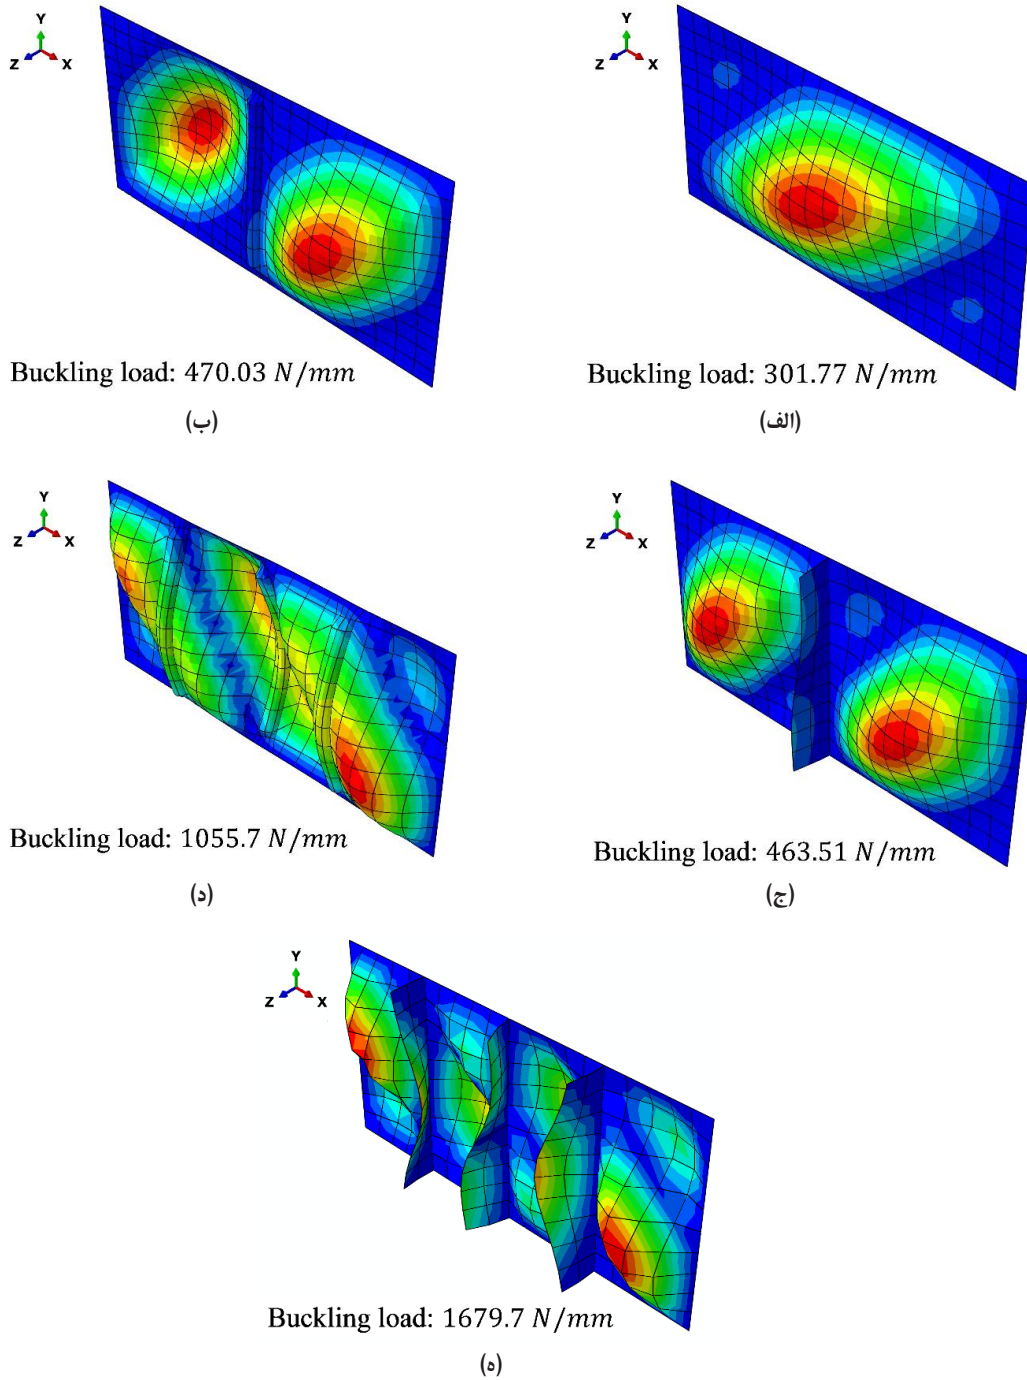 Y
Z X
Buckling load: 301.77 N/mm
(الف)
Y
Z X
Buckling load: 470.03 N/mm
(ب)
Y
Z X
Buckling load: 463.51 N/mm
(ج)
Y
Z X
Buckling load: 1055.7 N/mm
(د)
Y
Z X
Buckling load: 1679.7 N/mm
(ه)